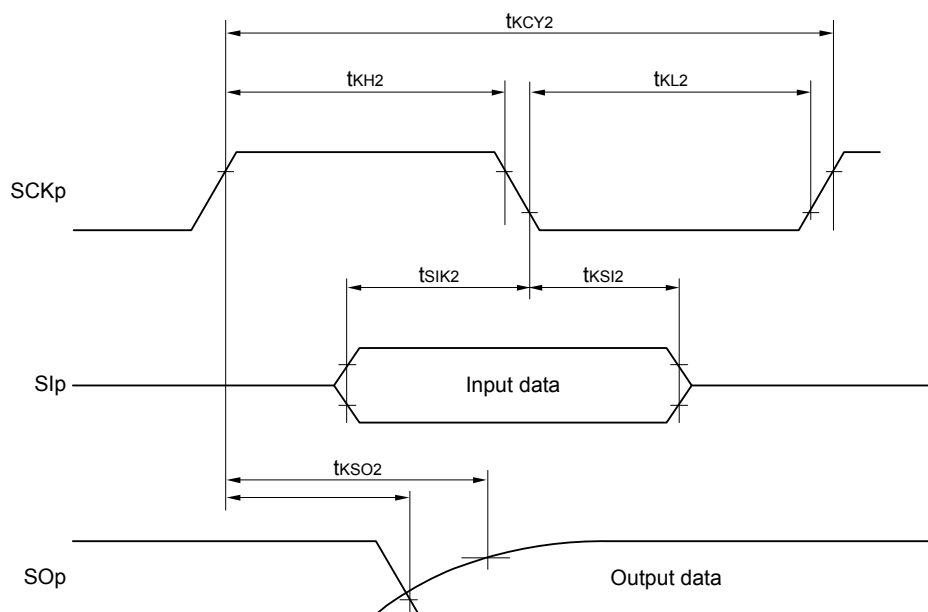 tKCY2
tKH2
tKL2
SCKp
tSIK2
tKSI2
SIp
Input data
tKSO2
SOp
Output data